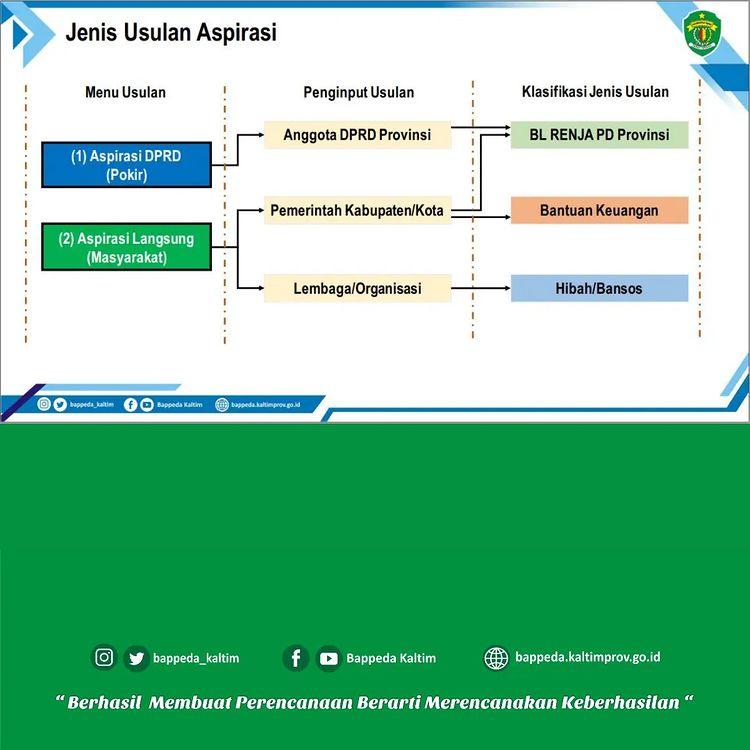 Jenis Usulan Aspirasi
Menu Usulan
Penginput Usulan
Klasifikasi Jenis Usulan
(1) Aspirasi DPRD
(Pokir)
Anggota DPRD Provinsi
BL RENJA PD Provinsi
(2) Aspirasi Langsung
(Masyarakat)
Pemerintah Kabupaten/Kota
Bantuan Keuangan
Lembaga/Organisasi
Hibah/Bansos
bappeda_kaltim Bappeda Kaltim bappeda.kaltimprov.go.id
bappeda_kaltim Bappeda Kaltim bappeda.kaltimprov.go.id
“ Berhasil Membuat Perencanaan Berarti Merencanakan Keberhasilan “